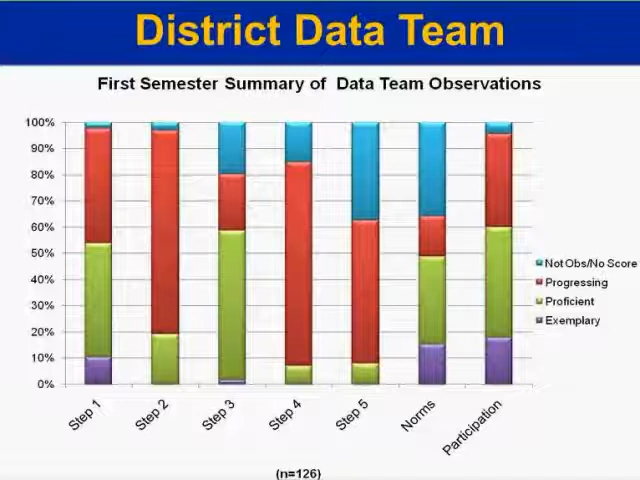 District Data Team
First Semester Summary of Data Team Observations
100%
90%
80%
70%
60%
50%
40%
30%
20%
10%
0%
Not Obs/No Score
Progressing
Proficient
Exemplary
Step 1
Step 2
Step 3
Step 4
Step 5
Norms
Participation
(n=126)